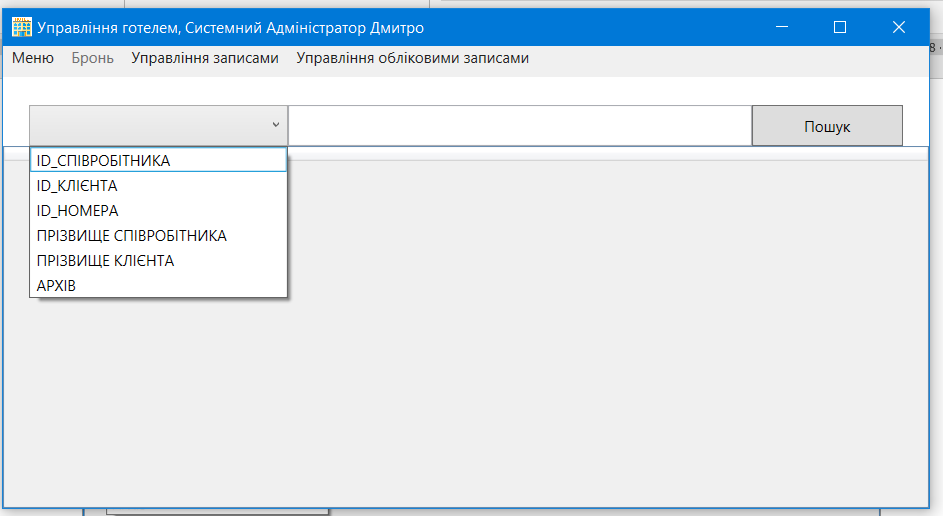 Управління готелем, Системний Адміністратор Дмитро
Меню Бронь Управління записами Управління обліковими записами
Пошук
ID_СПІВРОБІТНИКА
ID_КЛІЄНТА
ID_НОМЕРА
ПРІЗВИЩЕ СПІВРОБІТНИКА
ПРІЗВИЩЕ КЛІЄНТА
АРХІВ
8